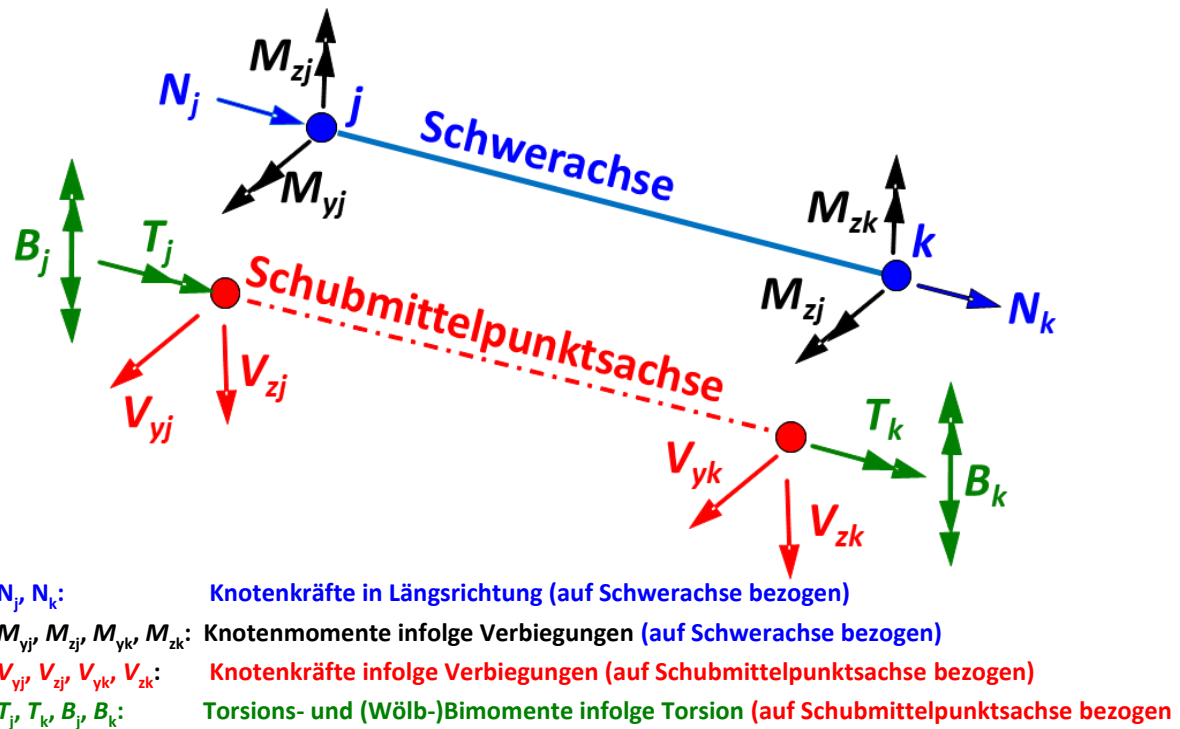 M_zj
N_j
j
Schwerachse
M_yj
M_zk
k
B_j
T_j
Schubmittelpunktsachse
M_zj
N_k
V_zj
V_yj
T_k
V_yk
B_k
V_zk
N_j, N_k: Knotenkräfte in Längsrichtung (auf Schwerachse bezogen)
M_yj, M_zj, M_yk, M_zk: Knotenmomente infolge Verbiegungen (auf Schwerachse bezogen)
V_yj, V_zj, V_yk, V_zk: Knotenkräfte infolge Verbiegungen (auf Schubmittelpunktsachse bezogen)
T_j, T_k, B_j, B_k: Torsions- und (Wölb-)Bimomente infolge Torsion (auf Schubmittelpunktsachse bezogen